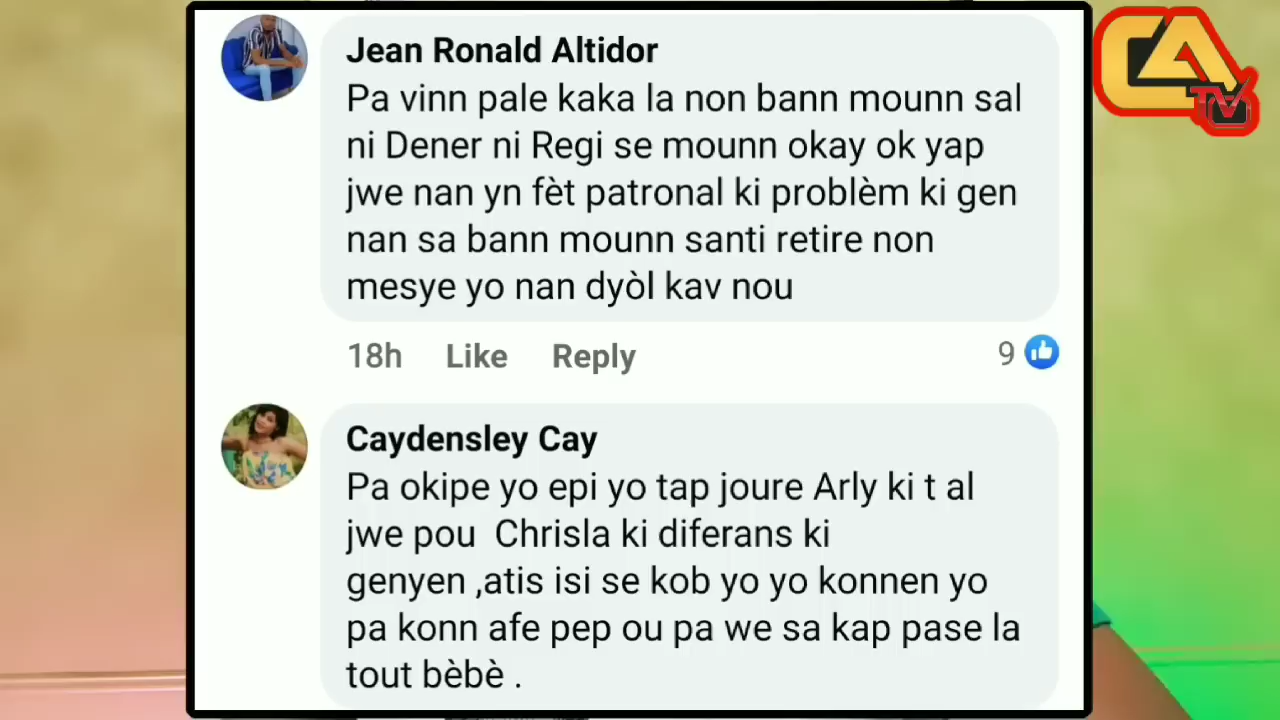 Jean Ronald Altidor
Pa vinn pale kaka la non bann mounn sal
ni Dener ni Regi se mounn okay ok yap
jwe nan yn fèt patronal ki problèm ki gen
nan sa bann mounn santi retire non
mesye yo nan dyòl kav nou
18h Like Reply 9
Caydensley Cay
Pa okipe yo epi yo tap joure Arly ki t al
jwe pou  Chrisla ki diferans ki
genyen ,atis isi se kob yo yo konnen yo
pa konn afe pep ou pa we sa kap pase la
tout bèbè .
CA
TV